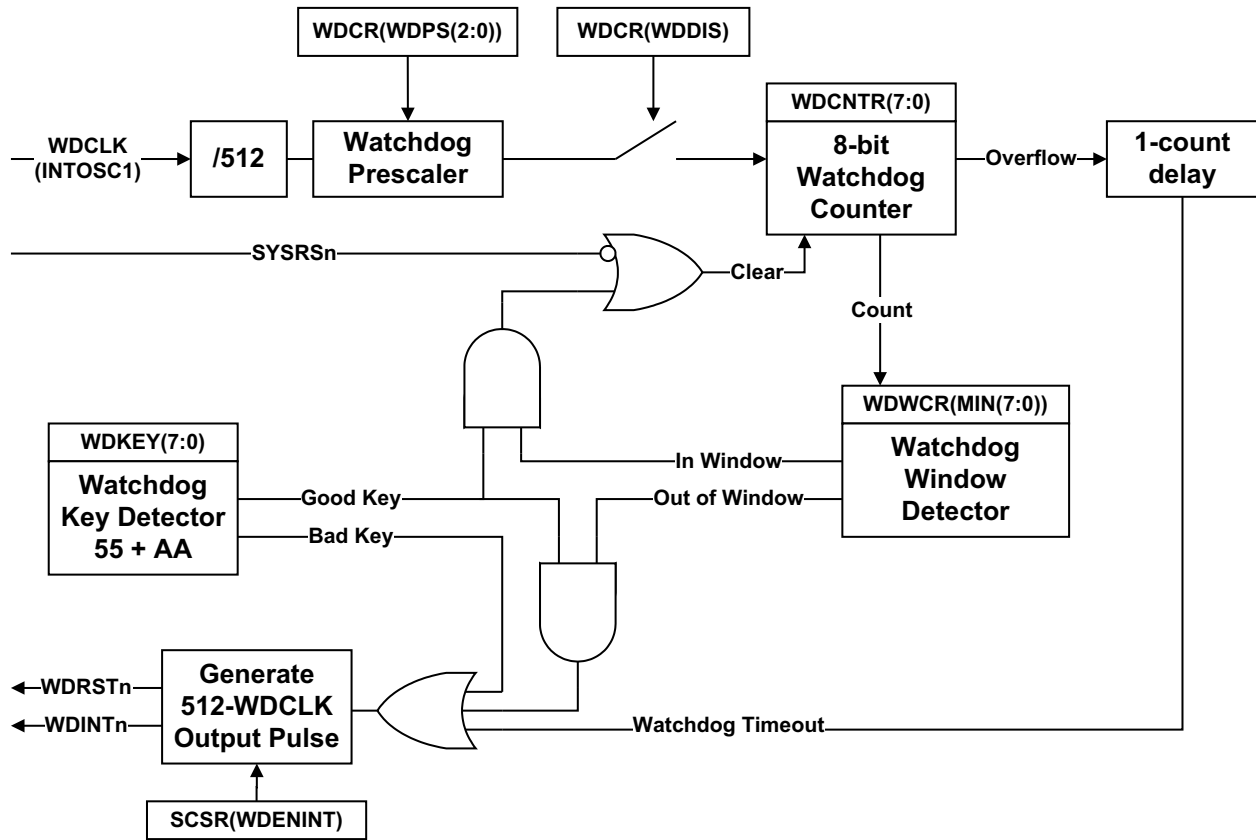 WDCR(WDPS(2:0))
WDCR(WDDIS)
WDCNTR(7:0)
WDCLK
(INTOSC1)
/512
Watchdog
Prescaler
8-bit
Watchdog
Counter
Overflow
1-count
delay
SYSRSn
Clear
Count
WDWCR(MIN(7:0))
Watchdog
Window
Detector
WDKEY(7:0)
Watchdog
Key Detector
55 + AA
In Window
Good Key
Out of Window
Bad Key
Generate
512-WDCLK
Output Pulse
WDRSTn
WDINTn
Watchdog Timeout
SCSR(WDENINT)